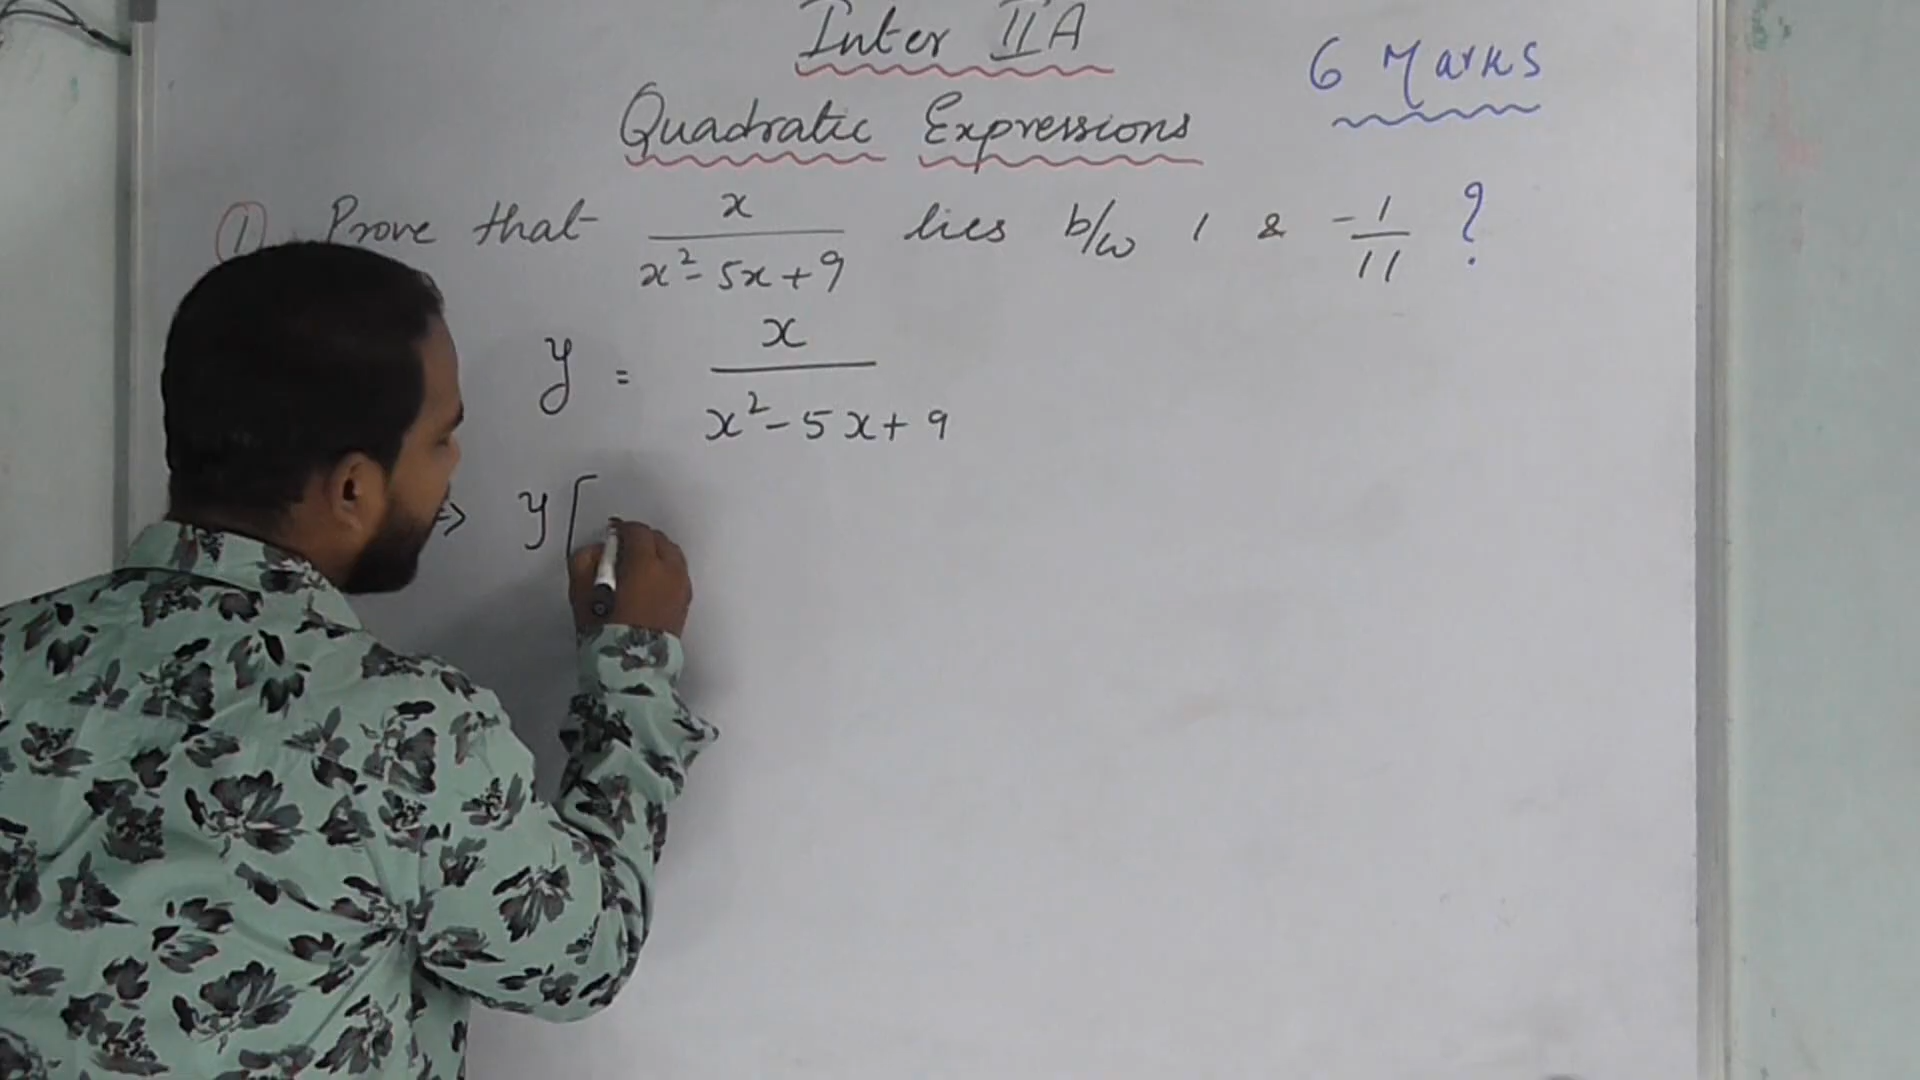 Inter IIA
6 Marks
Quadratic Expressions
1) Prove that x/(x²-5x+9) lies b/w 1 & -1/11 ?
y = x/(x²-5x+9)
⇒ y[